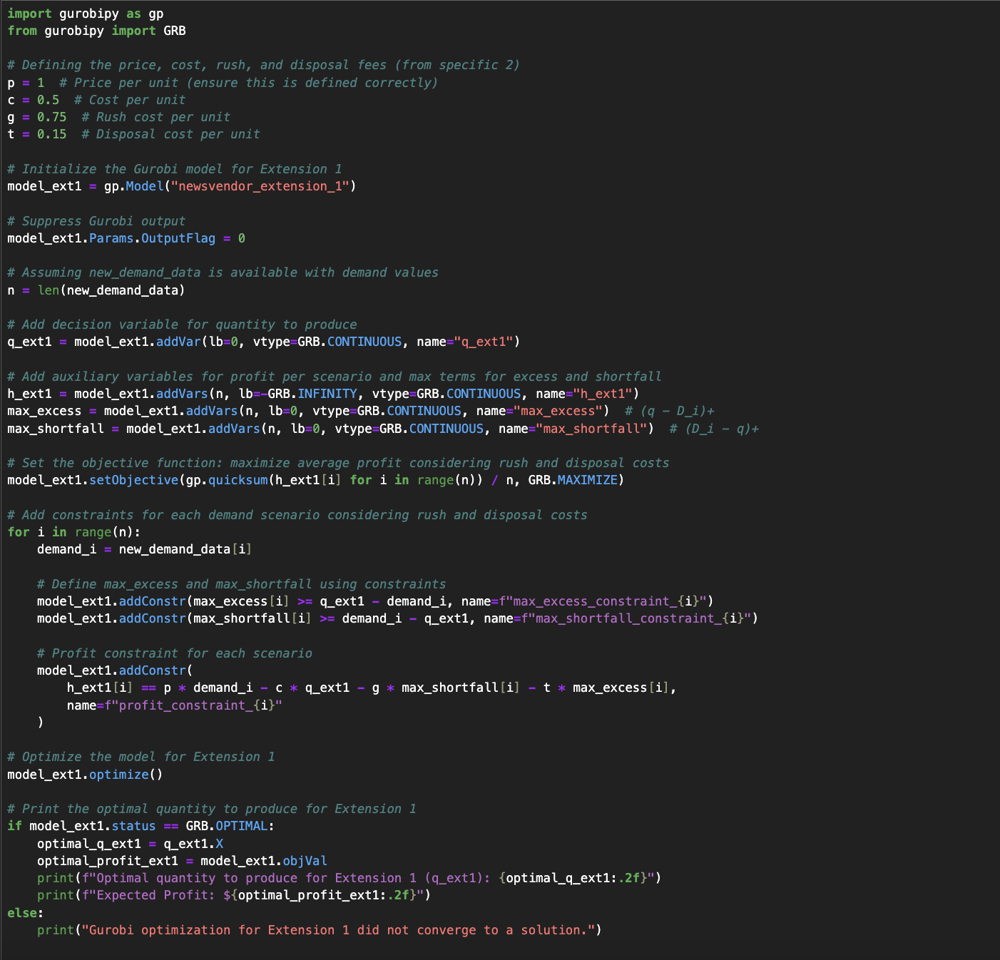 import gurobipy as gp
from gurobipy import GRB
# Defining the price, cost, rush, and disposal fees (from specific 2)
p = 1  # Price per unit (ensure this is defined correctly)
c = 0.5  # Cost per unit
g = 0.75  # Rush cost per unit
t = 0.15  # Disposal cost per unit
# Initialize the Gurobi model for Extension 1
model_ext1 = gp.Model("newsvendor_extension_1")
# Suppress Gurobi output
model_ext1.Params.OutputFlag = 0
# Assuming new_demand_data is available with demand values
n = len(new_demand_data)
# Add decision variable for quantity to produce
q_ext1 = model_ext1.addVar(lb=0, vtype=GRB.CONTINUOUS, name="q_ext1")
# Add auxiliary variables for profit per scenario and max terms for excess and shortfall
h_ext1 = model_ext1.addVars(n, lb=-GRB.INFINITY, vtype=GRB.CONTINUOUS, name="h_ext1")
max_excess = model_ext1.addVars(n, lb=0, vtype=GRB.CONTINUOUS, name="max_excess")  # (q - D_i)+
max_shortfall = model_ext1.addVars(n, lb=0, vtype=GRB.CONTINUOUS, name="max_shortfall")  # (D_i - q)+
# Set the objective function: maximize average profit considering rush and disposal costs
model_ext1.setObjective(gp.quicksum(h_ext1[i] for i in range(n)) / n, GRB.MAXIMIZE)
# Add constraints for each demand scenario considering rush and disposal costs
for i in range(n):
    demand_i = new_demand_data[i]
    # Define max_excess and max_shortfall using constraints
    model_ext1.addConstr(max_excess[i] >= q_ext1 - demand_i, name=f"max_excess_constraint_{i}")
    model_ext1.addConstr(max_shortfall[i] >= demand_i - q_ext1, name=f"max_shortfall_constraint_{i}")
    # Profit constraint for each scenario
    model_ext1.addConstr(
        h_ext1[i] == p * demand_i - c * q_ext1 - g * max_shortfall[i] - t * max_excess[i],
        name=f"profit_constraint_{i}"
    )
# Optimize the model for Extension 1
model_ext1.optimize()
# Print the optimal quantity to produce for Extension 1
if model_ext1.status == GRB.OPTIMAL:
    optimal_q_ext1 = q_ext1.X
    optimal_profit_ext1 = model_ext1.objVal
    print(f"Optimal quantity to produce for Extension 1 (q_ext1): {optimal_q_ext1:.2f}")
    print(f"Expected Profit: ${optimal_profit_ext1:.2f}")
else:
    print("Gurobi optimization for Extension 1 did not converge to a solution.")